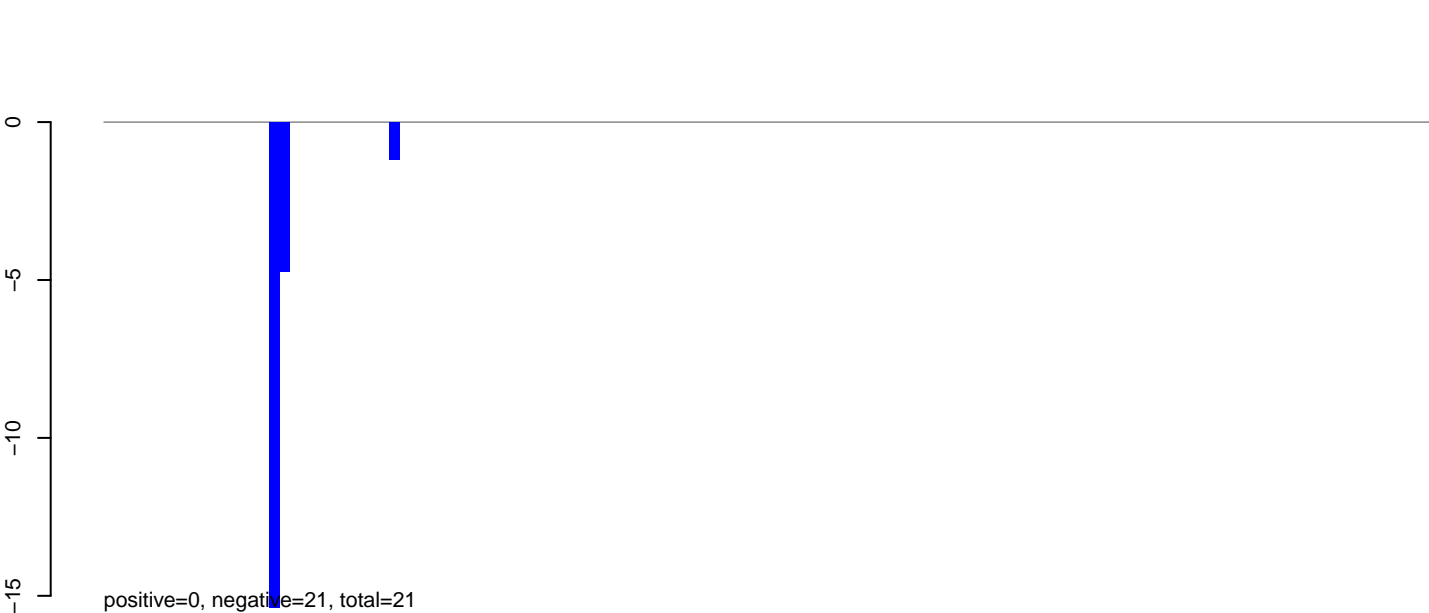 0
−5
−10
−15
positive=0, negative=21, total=21